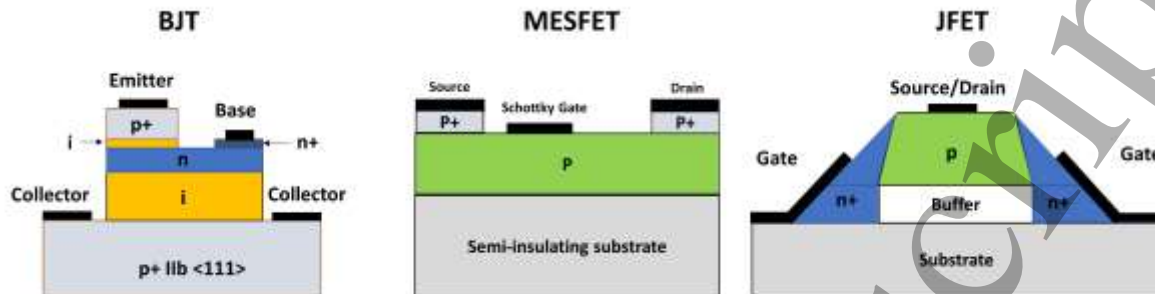 BJT
MESFET
JFET
Emitter
Base
p+
i
n+
n
i
Collector
Collector
p+ IIb <111>
Source
Drain
Schottky Gate
P+
P+
P
Semi-insulating substrate
Source/Drain
Gate
Gate
p
n+
Buffer
n+
Substrate
crip